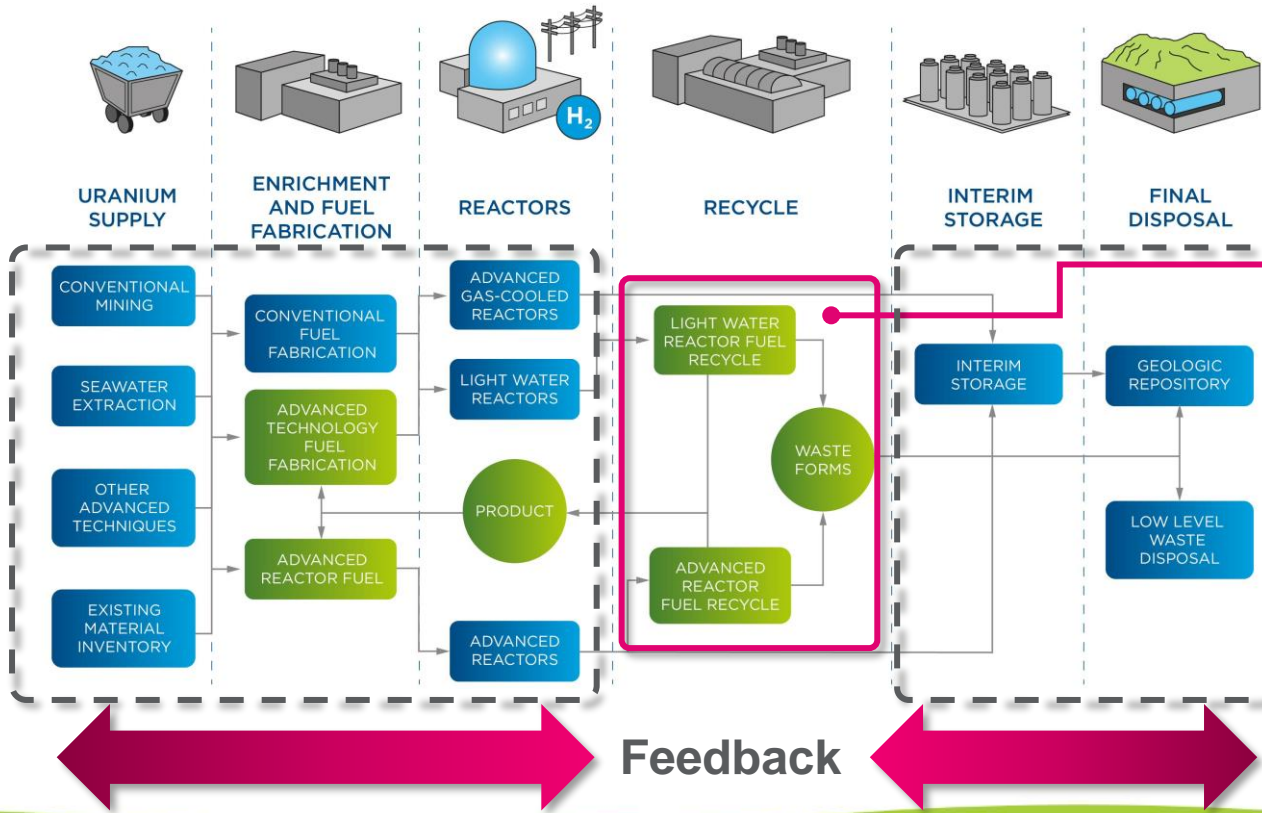 H₂
URANIUM
SUPPLY
ENRICHMENT
AND FUEL
FABRICATION
REACTORS
RECYCLE
INTERIM
STORAGE
FINAL
DISPOSAL
CONVENTIONAL
MINING
SEAWATER
EXTRACTION
OTHER
ADVANCED
TECHNIQUES
EXISTING
MATERIAL
INVENTORY
CONVENTIONAL
FUEL
FABRICATION
ADVANCED
TECHNOLOGY
FUEL
FABRICATION
ADVANCED
REACTOR FUEL
ADVANCED
GAS-COOLED
REACTORS
LIGHT WATER
REACTORS
PRODUCT
ADVANCED
REACTORS
LIGHT WATER
REACTOR FUEL
RECYCLE
WASTE
FORMS
ADVANCED
REACTOR
FUEL RECYCLE
INTERIM
STORAGE
GEOLOGIC
REPOSITORY
LOW LEVEL
WASTE
DISPOSAL
Feedback